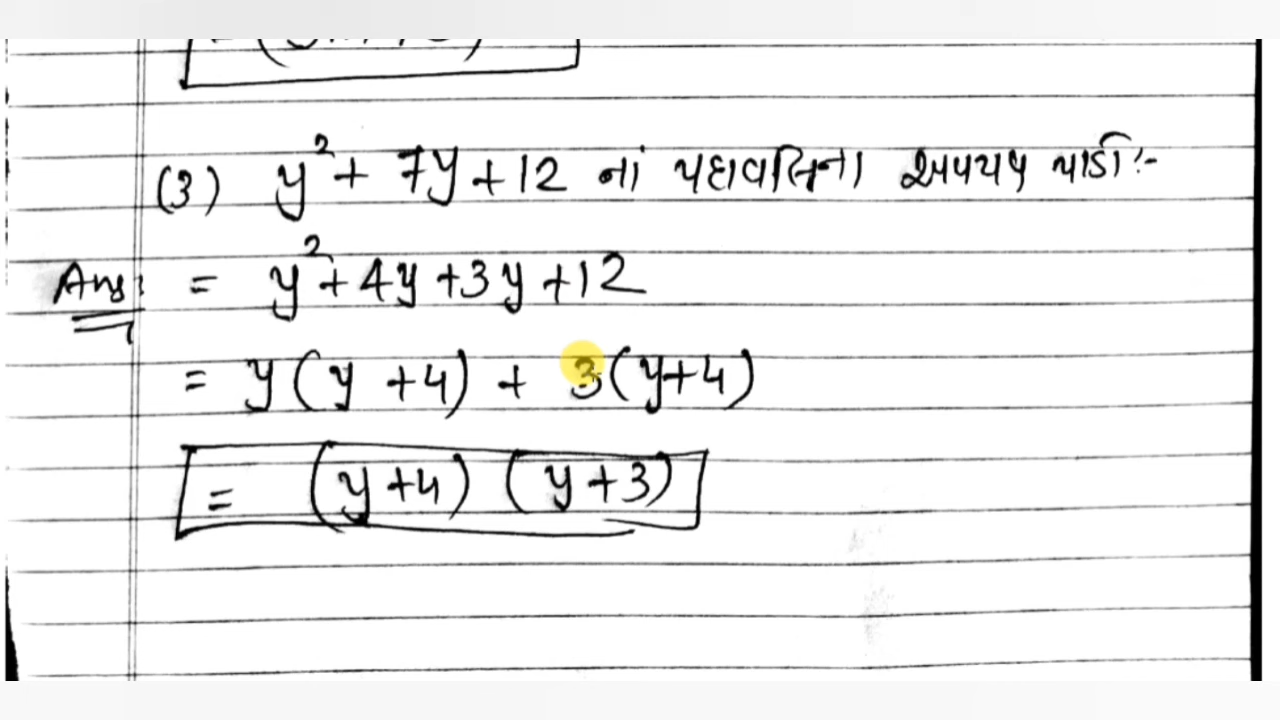 (3) y² + 7y + 12 નાં પદાવલિના અવયવ પાડો :-
Ans: = y² + 4y + 3y + 12
= y (y + 4) + 3 (y + 4)
= (y + 4) (y + 3)